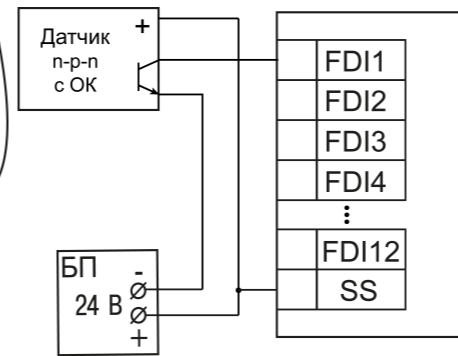 Датчик
n-p-n
с ОК
+
FDI1
FDI2
FDI3
FDI4
⋮
FDI12
SS
БП
-
24 В
+